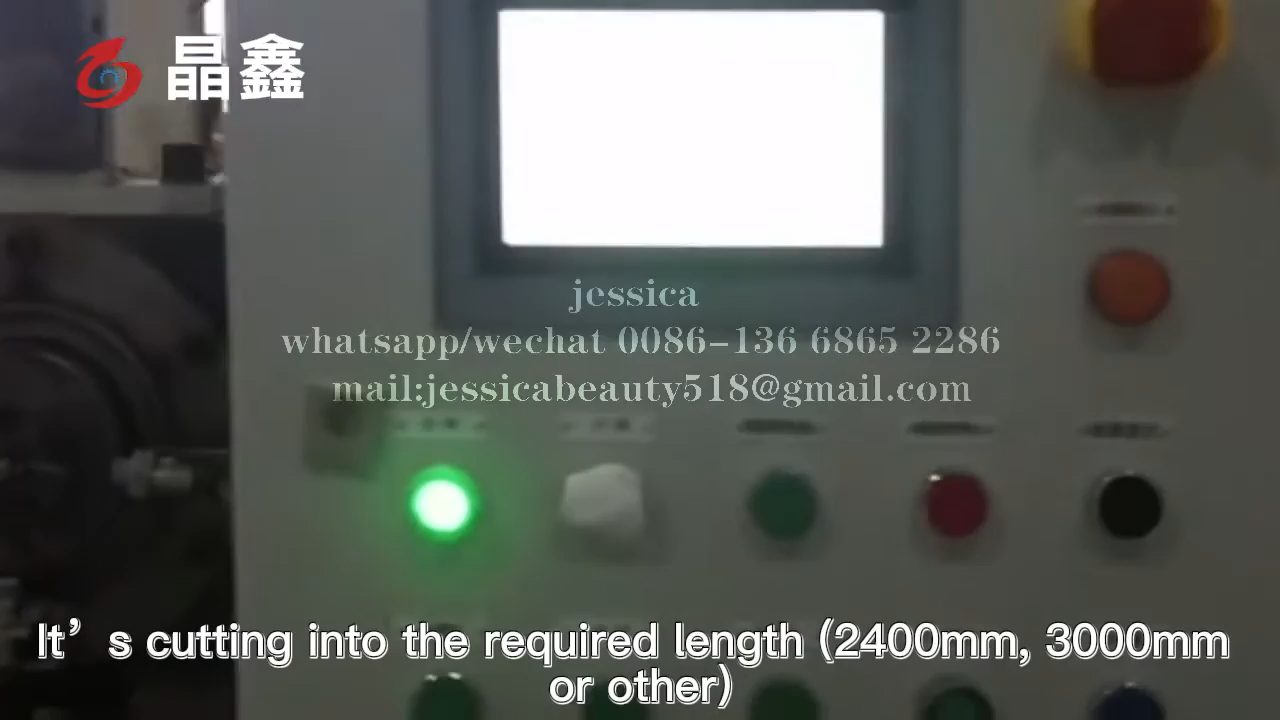 晶鑫
jessica
whatsapp/wechat 0086-136 6865 2286
mail:jessicabeauty518@gmail.com
It’s cutting into the required length (2400mm, 3000mm
or other)